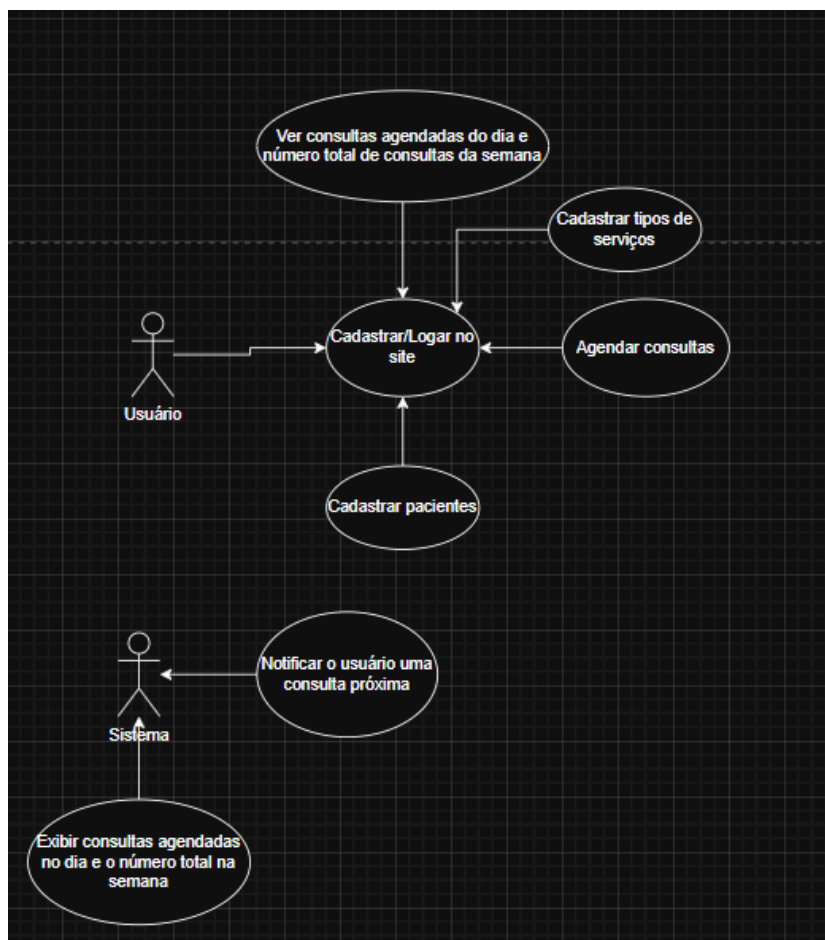 Ver consultas agendadas do dia e
número total de consultas da semana
Cadastrar tipos de
serviços
Cadastrar/Logar no
site
Agendar consultas
Usuário
Cadastrar pacientes
Notificar o usuário uma
consulta próxima
Sistema
Exibir consultas agendadas
no dia e o número total na
semana